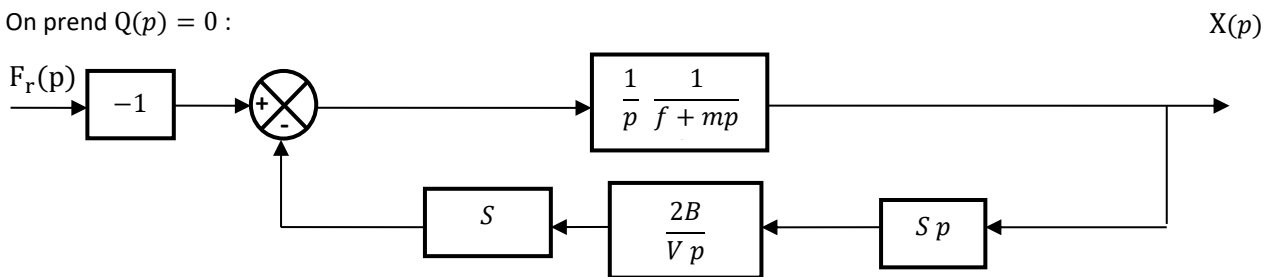 On prend Q(p) = 0 :
X(p)
F_r(p)
−1
+
-
1/p 1/(f + mp)
S
2B/(V p)
S p